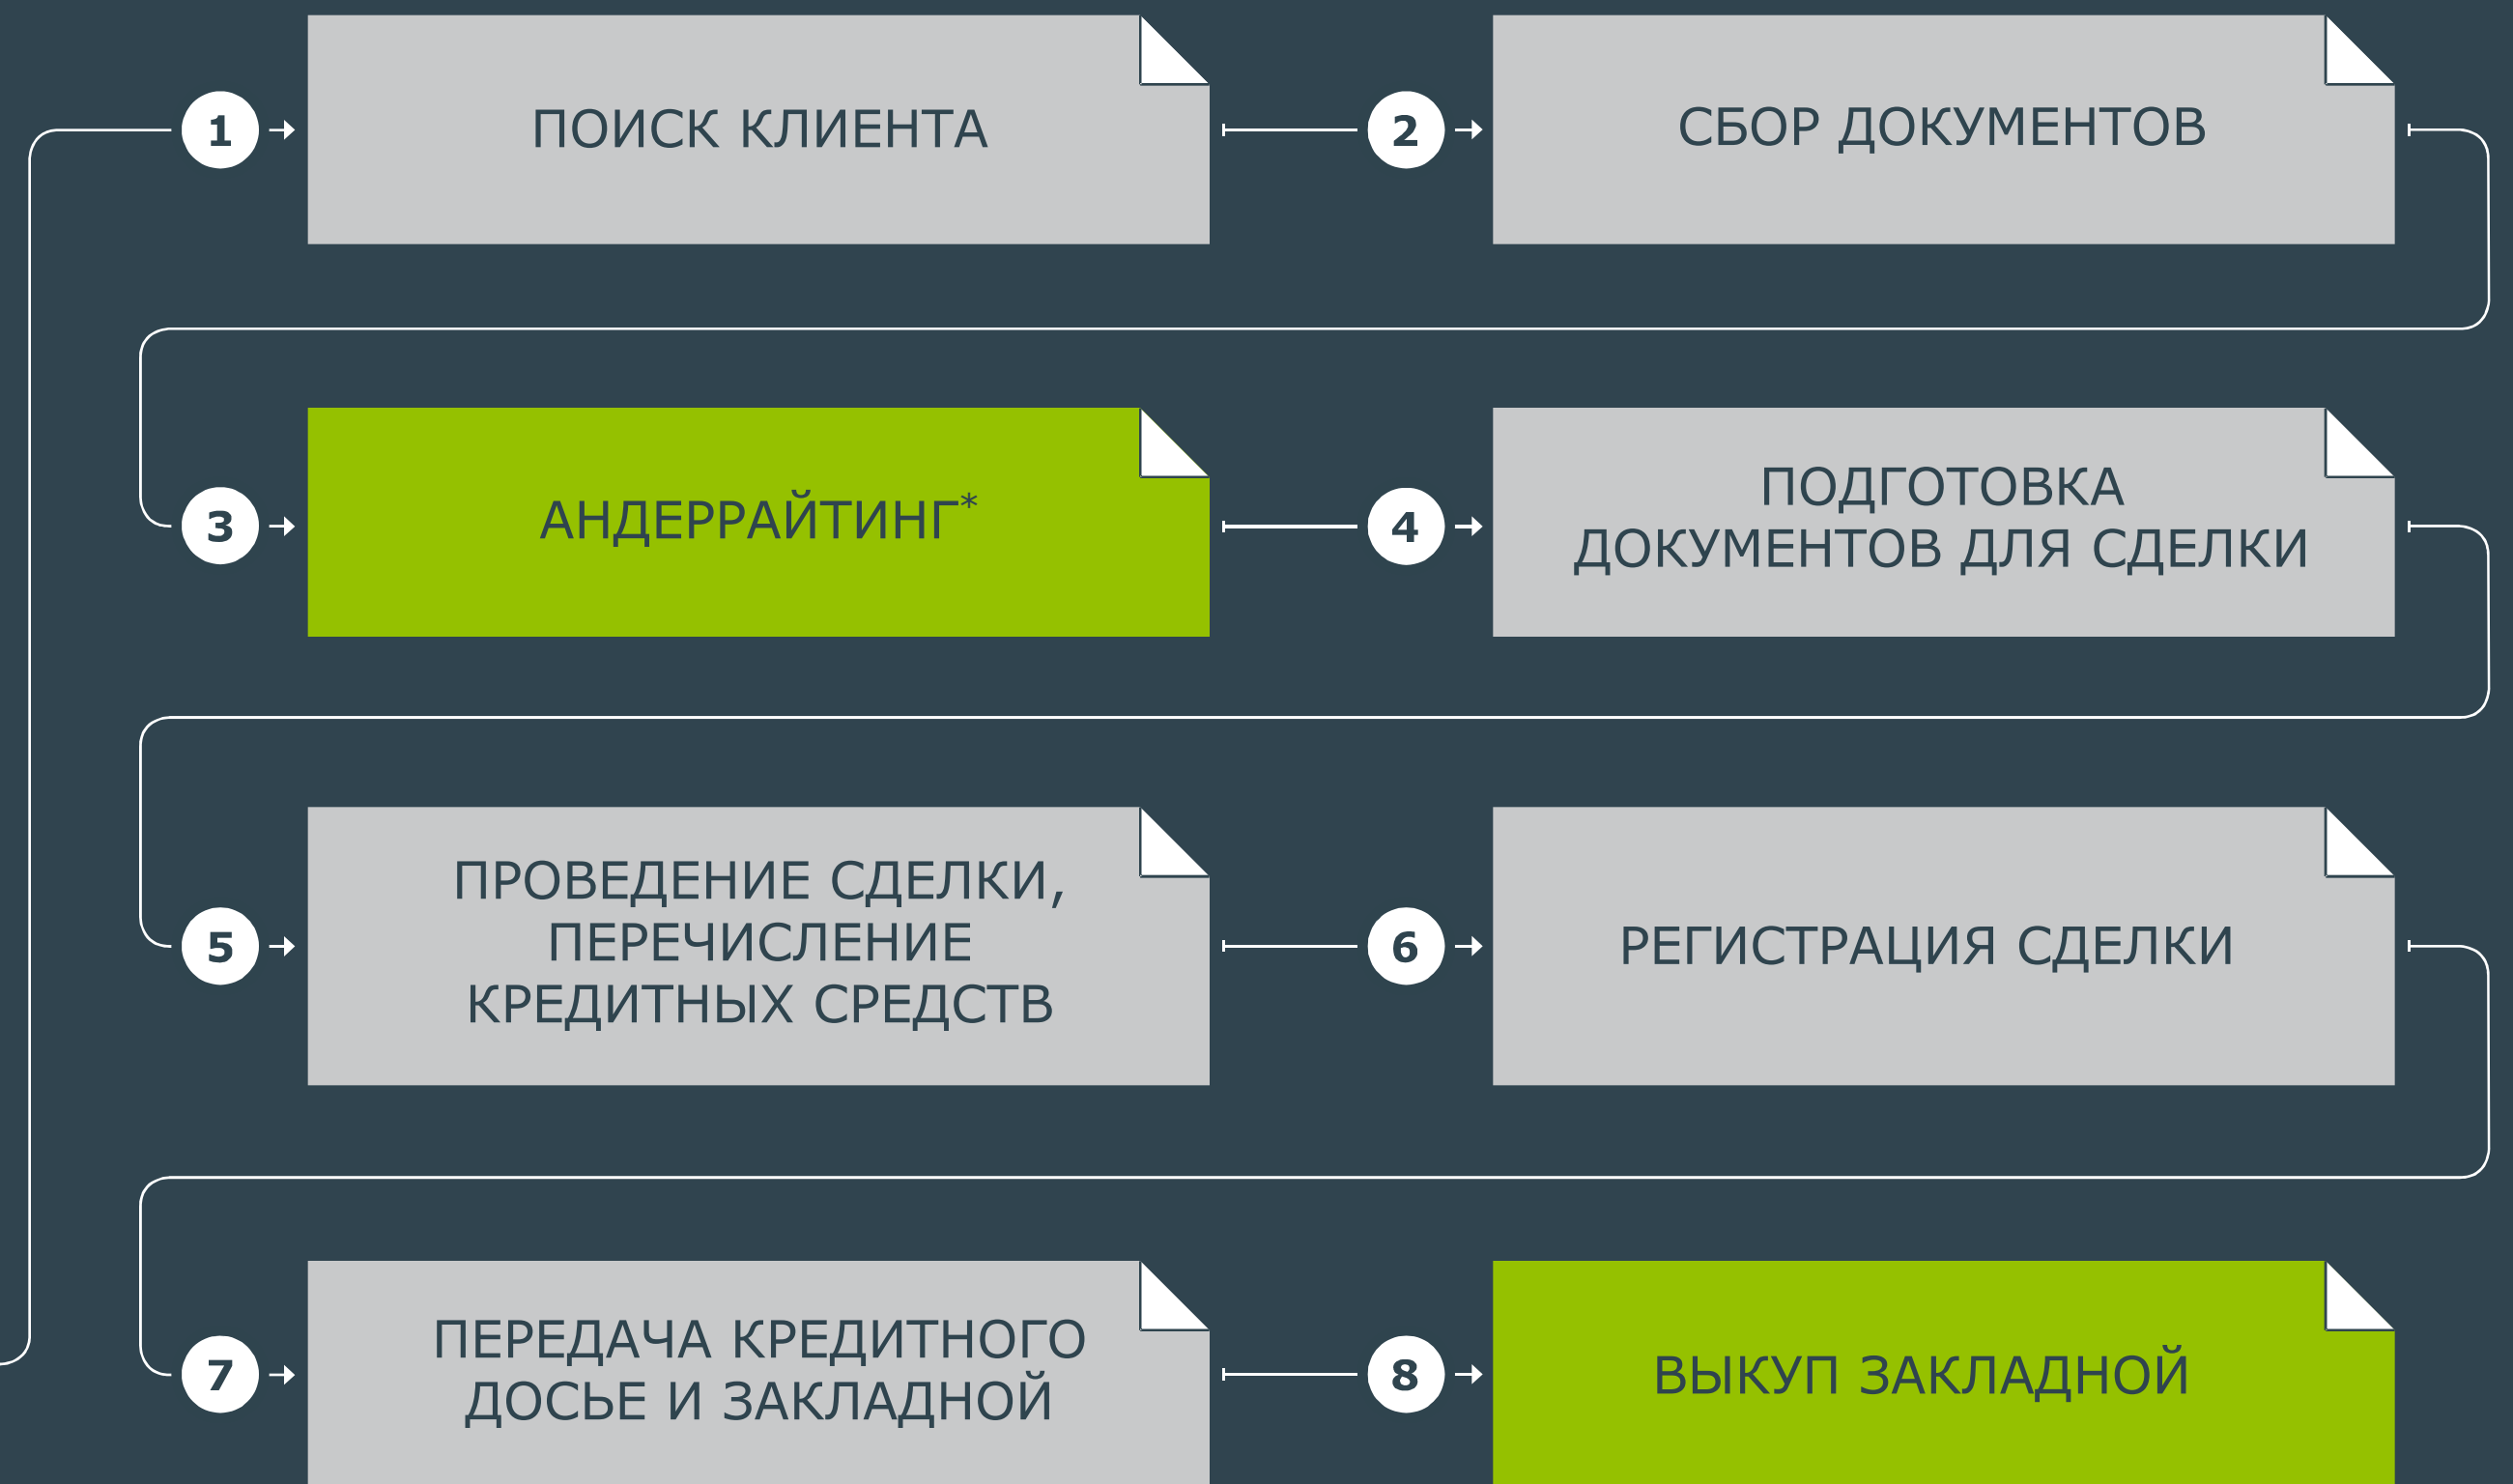 1
ПОИСК КЛИЕНТА
2
СБОР ДОКУМЕНТОВ
3
АНДЕРРАЙТИНГ*
4
ПОДГОТОВКА
ДОКУМЕНТОВ ДЛЯ СДЕЛКИ
5
ПРОВЕДЕНИЕ СДЕЛКИ,
ПЕРЕЧИСЛЕНИЕ
КРЕДИТНЫХ СРЕДСТВ
6
РЕГИСТРАЦИЯ СДЕЛКИ
7
ПЕРЕДАЧА КРЕДИТНОГО
ДОСЬЕ И ЗАКЛАДНОЙ
8
ВЫКУП ЗАКЛАДНОЙ